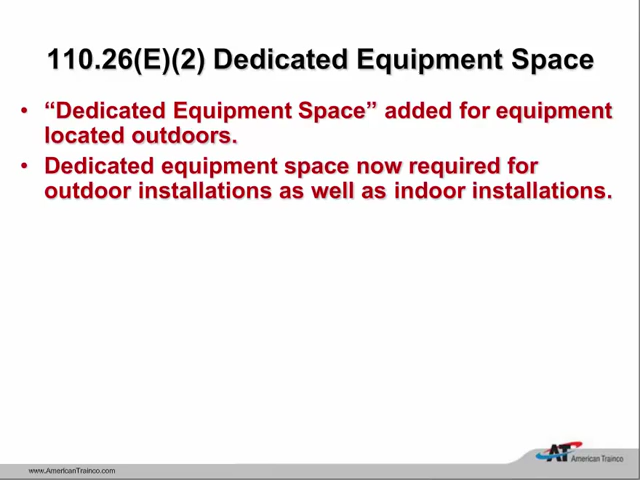 110.26(E)(2) Dedicated Equipment Space
• “Dedicated Equipment Space” added for equipment
located outdoors.
• Dedicated equipment space now required for
outdoor installations as well as indoor installations.
AT
American Trainco
www.AmericanTrainco.com